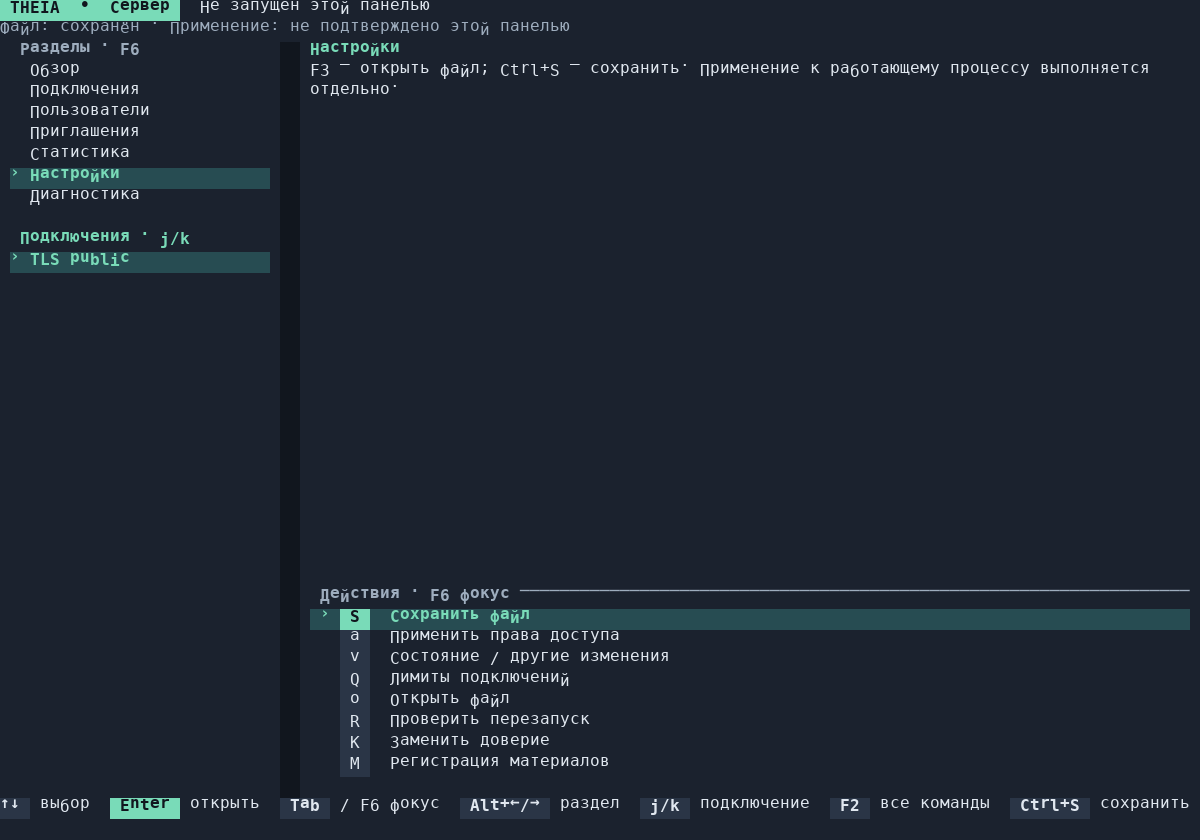 THEIA • Сервер Не запущен этой панелью
Файл: сохранён · Применение: не подтверждено этой панелью
Разделы · F6
Обзор
Подключения
Пользователи
Приглашения
Статистика
› Настройки
Диагностика
Подключения · j/k
› TLS public
Настройки
F3 — открыть файл; Ctrl+S — сохранить. Применение к работающему процессу выполняется
отдельно.
Действия · F6 фокус
› S Сохранить файл
a Применить права доступа
v Состояние / другие изменения
Q Лимиты подключений
o Открыть файл
R Проверить перезапуск
K Заменить доверие
M Регистрация материалов
↑↓ выбор Enter открыть Tab / F6 фокус Alt+←/→ раздел j/k подключение F2 все команды Ctrl+S сохранить